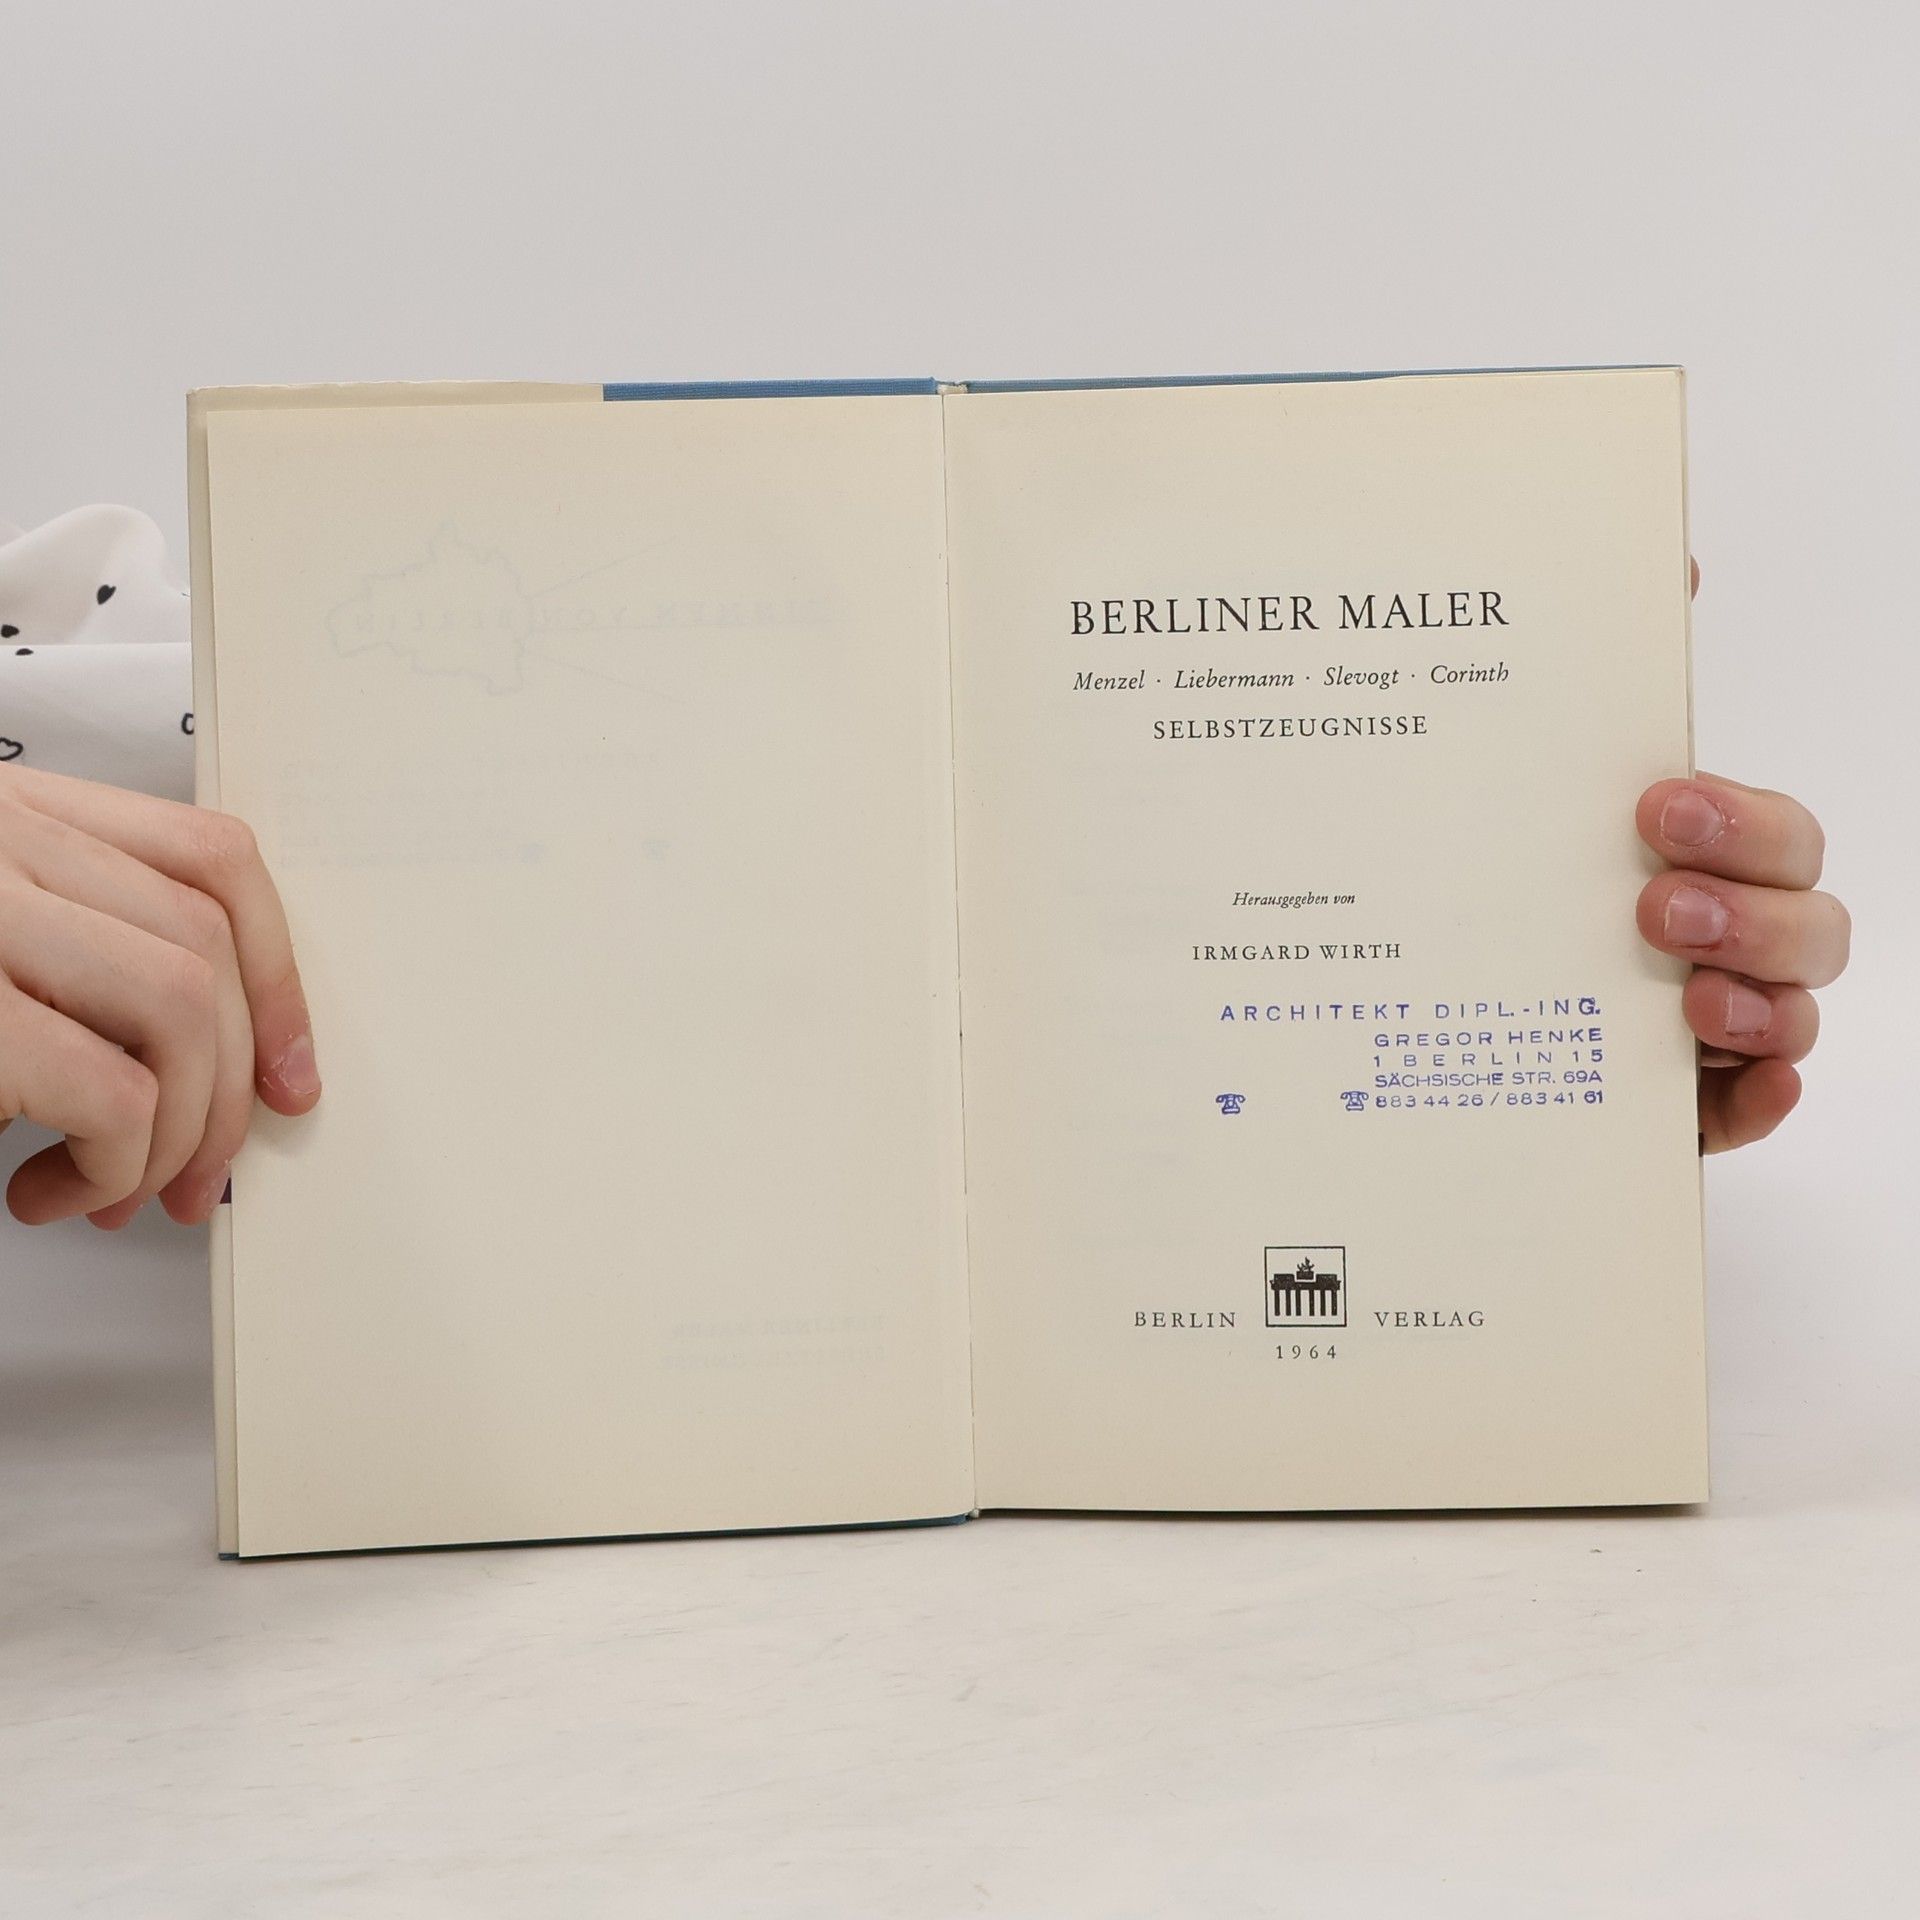 BERLINER MALER
Menzel · Liebermann · Slevogt · Corinth
SELBSTZEUGNISSE
Herausgegeben von
IRMGARD WIRTH
ARCHITEKT DIPL.-ING.
GREGOR HENKE
1 BERLIN 15
SÄCHSISCHE STR. 69A
☎ ☎ 883 44 26 / 883 41 61
BERLIN VERLAG
1964